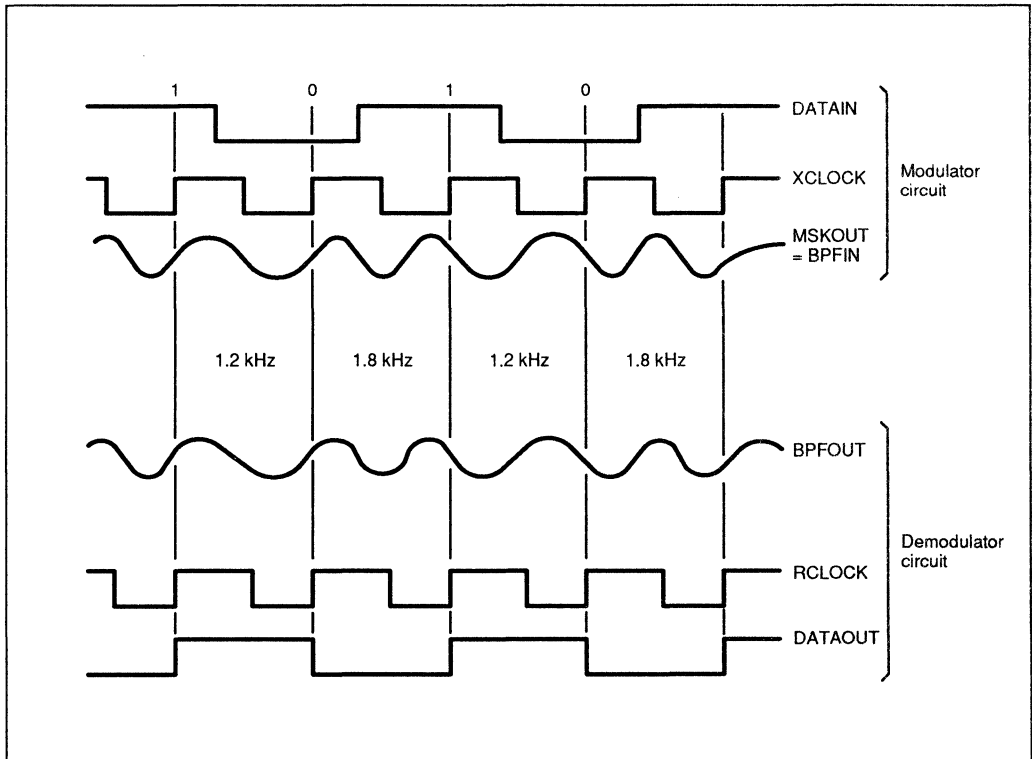 1 0 1 0
DATAIN
XCLOCK
Modulator
circuit
MSKOUT
= BPFIN
1.2 kHz 1.8 kHz 1.2 kHz 1.8 kHz
BPFOUT
Demodulator
circuit
RCLOCK
DATAOUT